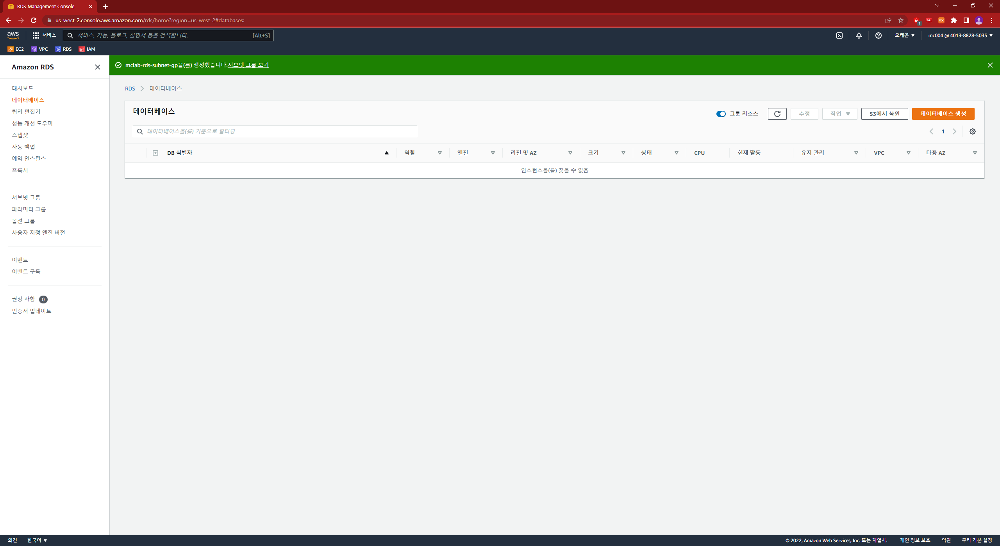 RDS Management Console
us-west-2.console.aws.amazon.com/rds/home?region=us-west-2#databases:
1
aws 서비스 서비스, 기능, 블로그, 설명서 등을 검색합니다. [Alt+S] 오레곤 mc004 @ 4013-8828-5035
EC2 VPC RDS IAM
Amazon RDS
대시보드
데이터베이스
쿼리 편집기
성능 개선 도우미
스냅샷
자동 백업
예약 인스턴스
프록시
서브넷 그룹
파라미터 그룹
옵션 그룹
사용자 지정 엔진 버전
이벤트
이벤트 구독
권장 사항 0
인증서 업데이트
mclab-rds-subnet-gp을(를) 생성했습니다.서브넷 그룹 보기
RDS 데이터베이스
데이터베이스
그룹 리소스 수정 작업 S3에서 복원 데이터베이스 생성
데이터베이스을(를) 기준으로 필터링
1
DB 식별자 역할 엔진 리전 및 AZ 크기 상태 CPU 현재 활동 유지 관리 VPC 다중 AZ
인스턴스을(를) 찾을 수 없음
의견 한국어 © 2022, Amazon Web Services, Inc. 또는 계열사. 개인 정보 보호 약관 쿠키 기본 설정